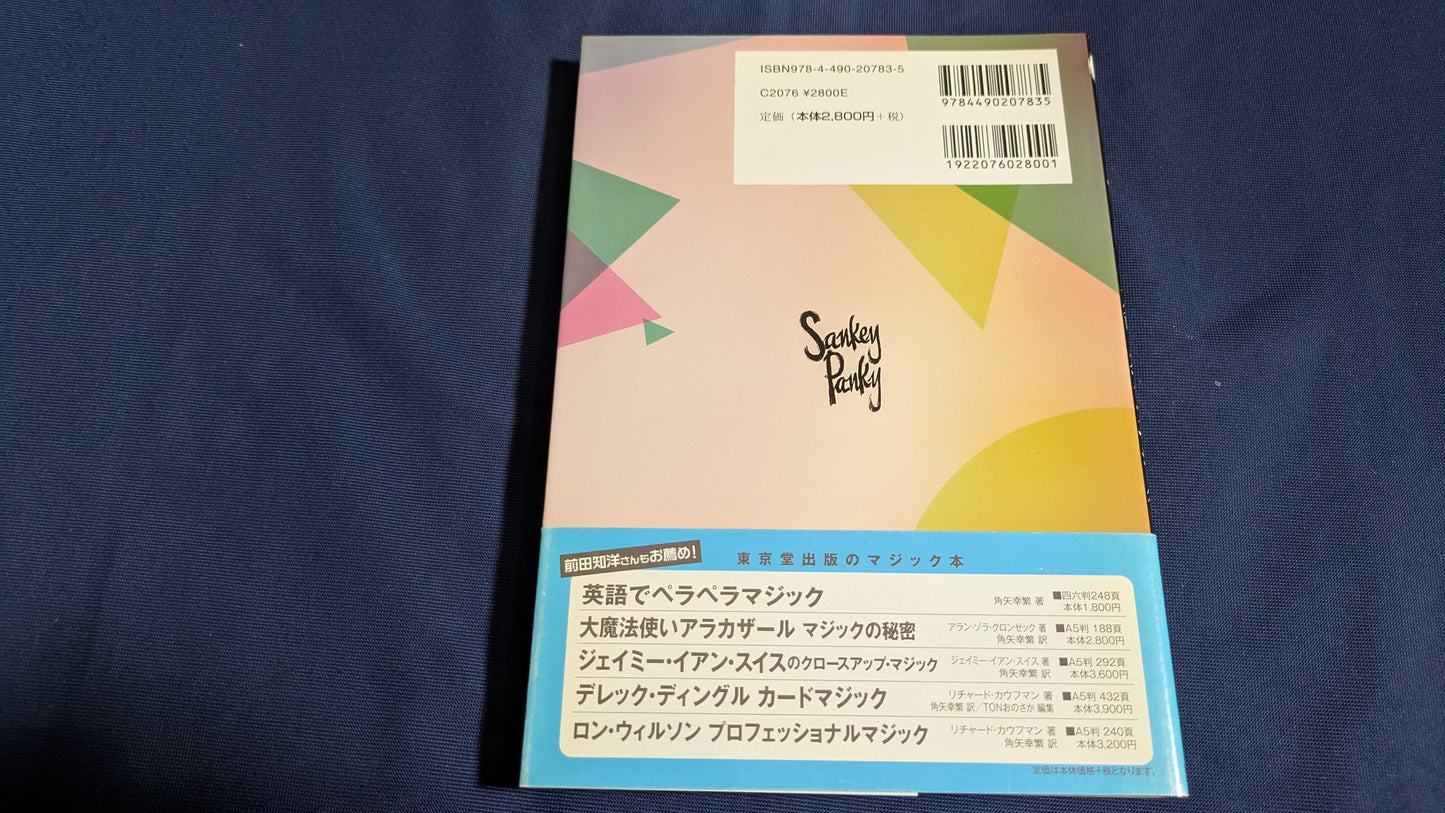 ISBN978-4-490-20783-5
C2076 ¥2800E
定価（本体2,800円＋税）
9784490207835
1922076028001
Sankey
Panky
前田知洋さんもお薦め！
東京堂出版のマジック本
英語でペラペラマジック 角矢幸繁 著 ■四六判248頁
本体1,800円
大魔法使いアラカザール マジックの秘密 アラン・ゾラ・クロンゼック 著 ■A5判 188頁
角矢幸繁 訳 本体2,800円
ジェイミー・イアン・スイスのクロースアップ・マジック ジェイミー・イアン・スイス 著 ■A5判 292頁
角矢幸繁 訳 本体3,600円
デレック・ディングル カードマジック リチャード・カウフマン 著 ■A5判 432頁
角矢幸繁 訳／TONおのさか 編集 本体3,900円
ロン・ウィルソン プロフェッショナルマジック リチャード・カウフマン 著 ■A5判 240頁
角矢幸繁 訳 本体3,200円
定価は本体価格＋税となります。